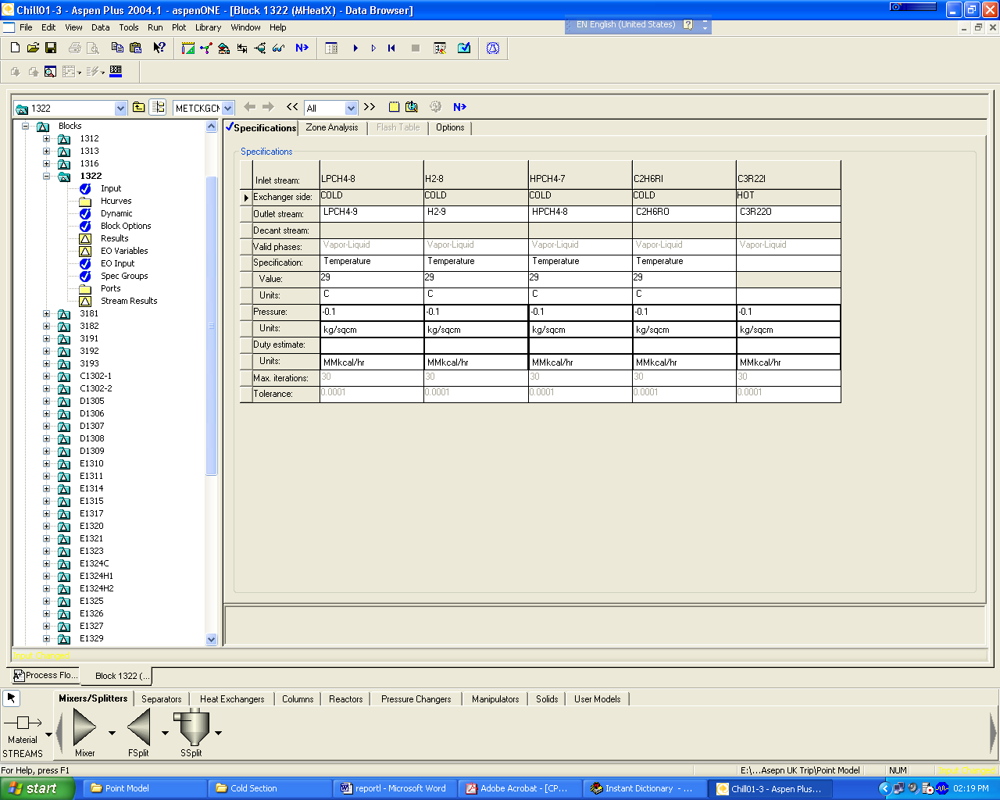 Chill01-3 - Aspen Plus 2004.1 - aspenONE - [Block 1322 (MHeatX) - Data Browser]
File Edit View Data Tools Run Plot Library Window Help
EN English (United States)
1322 METCKGCN All N>
Blocks
1312
1313
1316
1322
Input
Hcurves
Dynamic
Block Options
Results
EO Variables
EO Input
Spec Groups
Ports
Stream Results
3181
3182
3191
3192
3193
C1302-1
C1302-2
D1305
D1306
D1307
D1308
D1309
E1310
E1311
E1314
E1315
E1317
E1320
E1321
E1323
E1324C
E1324H1
E1324H2
E1325
E1326
E1327
E1329
Specifications Zone Analysis Flash Table Options
Specifications
Inlet stream: LPCH4-8 H2-8 HPCH4-7 C2H6RI C3R22I
Exchanger side: COLD COLD COLD COLD HOT
Outlet stream: LPCH4-9 H2-9 HPCH4-8 C2H6RO C3R22O
Decant stream:
Valid phases: Vapor-Liquid Vapor-Liquid Vapor-Liquid Vapor-Liquid Vapor-Liquid
Specification: Temperature Temperature Temperature Temperature
Value: 29 29 29 29
Units: C C C C
Pressure: -0.1 -0.1 -0.1 -0.1 -0.1
Units: kg/sqcm kg/sqcm kg/sqcm kg/sqcm kg/sqcm
Duty estimate:
Units: MMkcal/hr MMkcal/hr MMkcal/hr MMkcal/hr MMkcal/hr
Max. iterations: 30 30 30 30 30
Tolerance: 0.0001 0.0001 0.0001 0.0001 0.0001
Process Flo... Block 1322 (...
Mixers/Splitters Separators Heat Exchangers Columns Reactors Pressure Changers Manipulators Solids User Models
Material
STREAMS
Mixer FSplit SSplit
For Help, press F1 E:\...Asepn UK Trip\Point Model NUM Input Changed
start Point Model Cold Section reportl - Microsoft Word Adobe Acrobat - [CP... Instant Dictionary - ... Chill01-3 - Aspen Plus... 02:19 PM